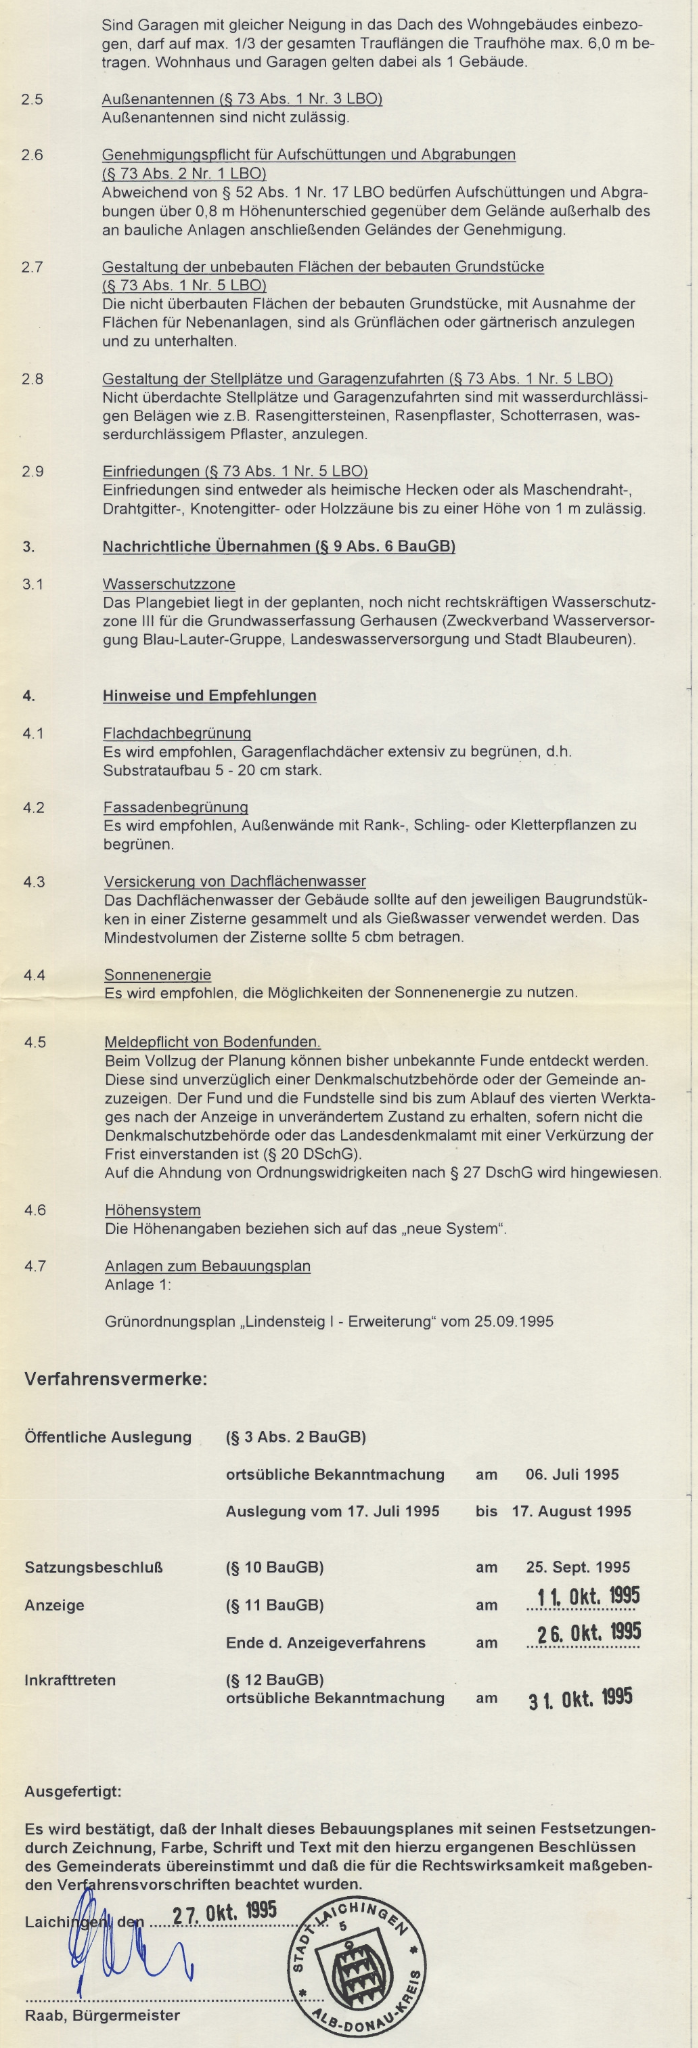 Sind Garagen mit gleicher Neigung in das Dach des Wohngebäudes einbezo-
gen, darf auf max. 1/3 der gesamten Trauflängen die Traufhöhe max. 6,0 m be-
tragen. Wohnhaus und Garagen gelten dabei als 1 Gebäude.
2.5 Außenantennen (§ 73 Abs. 1 Nr. 3 LBO)
Außenantennen sind nicht zulässig.
2.6 Genehmigungspflicht für Aufschüttungen und Abgrabungen
(§ 73 Abs. 2 Nr. 1 LBO)
Abweichend von § 52 Abs. 1 Nr. 17 LBO bedürfen Aufschüttungen und Abgra-
bungen über 0,8 m Höhenunterschied gegenüber dem Gelände außerhalb des
an bauliche Anlagen anschließenden Geländes der Genehmigung.
2.7 Gestaltung der unbebauten Flächen der bebauten Grundstücke
(§ 73 Abs. 1 Nr. 5 LBO)
Die nicht überbauten Flächen der bebauten Grundstücke, mit Ausnahme der
Flächen für Nebenanlagen, sind als Grünflächen oder gärtnerisch anzulegen
und zu unterhalten.
2.8 Gestaltung der Stellplätze und Garagenzufahrten (§ 73 Abs. 1 Nr. 5 LBO)
Nicht überdachte Stellplätze und Garagenzufahrten sind mit wasserdurchlässi-
gen Belägen wie z.B. Rasengittersteinen, Rasenpflaster, Schotterrasen, was-
serdurchlässigem Pflaster, anzulegen.
2.9 Einfriedungen (§ 73 Abs. 1 Nr. 5 LBO)
Einfriedungen sind entweder als heimische Hecken oder als Maschendraht-,
Drahtgitter-, Knotengitter- oder Holzzäune bis zu einer Höhe von 1 m zulässig.
3. Nachrichtliche Übernahmen (§ 9 Abs. 6 BauGB)
3.1 Wasserschutzzone
Das Plangebiet liegt in der geplanten, noch nicht rechtskräftigen Wasserschutz-
zone III für die Grundwasserfassung Gerhausen (Zweckverband Wasserversor-
gung Blau-Lauter-Gruppe, Landeswasserversorgung und Stadt Blaubeuren).
4. Hinweise und Empfehlungen
4.1 Flachdachbegrünung
Es wird empfohlen, Garagenflachdächer extensiv zu begrünen, d.h.
Substrataufbau 5 - 20 cm stark.
4.2 Fassadenbegrünung
Es wird empfohlen, Außenwände mit Rank-, Schling- oder Kletterpflanzen zu
begrünen.
4.3 Versickerung von Dachflächenwasser
Das Dachflächenwasser der Gebäude sollte auf den jeweiligen Baugrundstük-
ken in einer Zisterne gesammelt und als Gießwasser verwendet werden. Das
Mindestvolumen der Zisterne sollte 5 cbm betragen.
4.4 Sonnenenergie
Es wird empfohlen, die Möglichkeiten der Sonnenenergie zu nutzen.
4.5 Meldepflicht von Bodenfunden.
Beim Vollzug der Planung können bisher unbekannte Funde entdeckt werden.
Diese sind unverzüglich einer Denkmalschutzbehörde oder der Gemeinde an-
zuzeigen. Der Fund und die Fundstelle sind bis zum Ablauf des vierten Werkta-
ges nach der Anzeige in unverändertem Zustand zu erhalten, sofern nicht die
Denkmalschutzbehörde oder das Landesdenkmalamt mit einer Verkürzung der
Frist einverstanden ist (§ 20 DSchG).
Auf die Ahndung von Ordnungswidrigkeiten nach § 27 DschG wird hingewiesen.
4.6 Höhensystem
Die Höhenangaben beziehen sich auf das „neue System“.
4.7 Anlagen zum Bebauungsplan
Anlage 1:
Grünordnungsplan „Lindensteig I - Erweiterung“ vom 25.09.1995
Verfahrensvermerke:
Öffentliche Auslegung (§ 3 Abs. 2 BauGB)
ortsübliche Bekanntmachung am 06. Juli 1995
Auslegung vom 17. Juli 1995 bis 17. August 1995
Satzungsbeschluß (§ 10 BauGB) am 25. Sept. 1995
Anzeige (§ 11 BauGB) am 11. Okt. 1995
Ende d. Anzeigeverfahrens am 26. Okt. 1995
Inkrafttreten (§ 12 BauGB)
ortsübliche Bekanntmachung am 31. Okt. 1995
Ausgefertigt:
Es wird bestätigt, daß der Inhalt dieses Bebauungsplanes mit seinen Festsetzungen-
durch Zeichnung, Farbe, Schrift und Text mit den hierzu ergangenen Beschlüssen
des Gemeinderats übereinstimmt und daß die für die Rechtswirksamkeit maßgeben-
den Verfahrensvorschriften beachtet wurden.
Laichingen, den 27. Okt. 1995
STADT LAICHINGEN
5
* ALB-DONAU-KREIS *
Raab, Bürgermeister